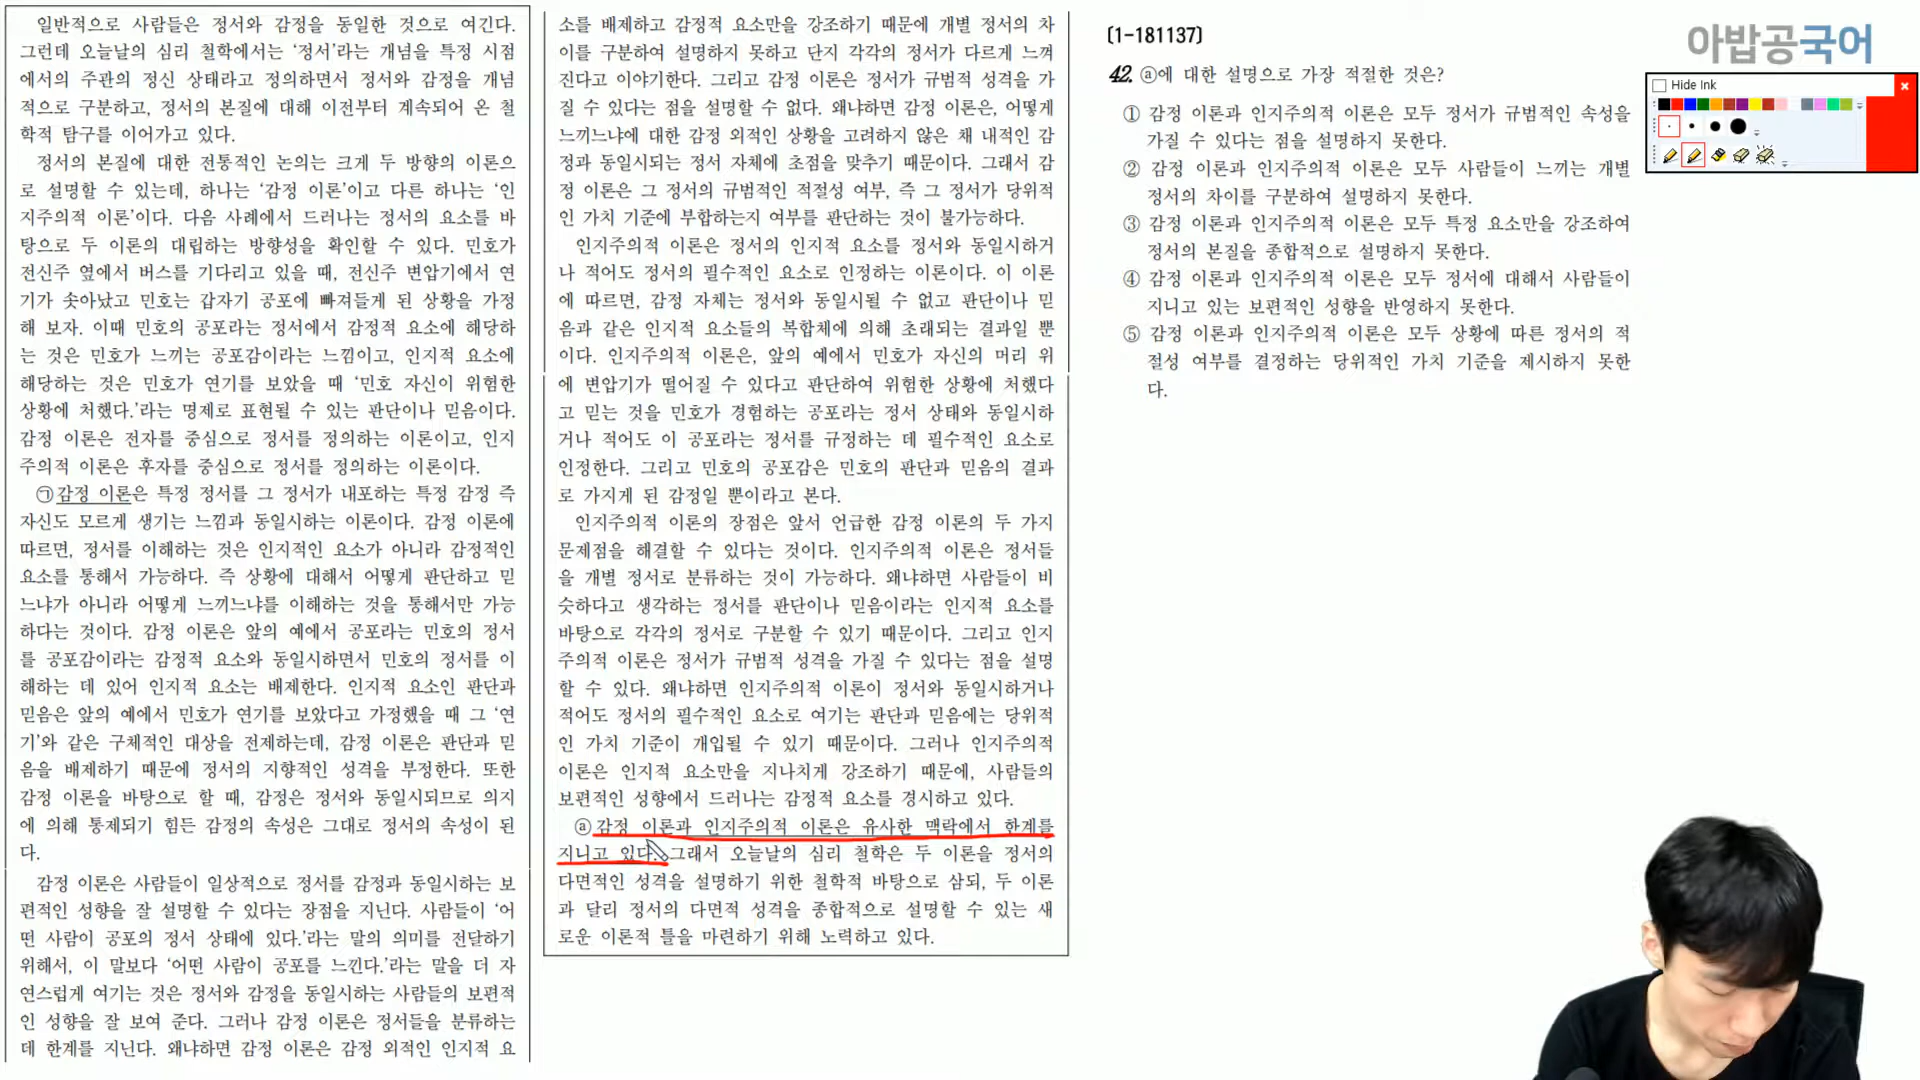 일반적으로 사람들은 정서와 감정을 동일한 것으로 여긴다.
그런데 오늘날의 심리 철학에서는 ‘정서’라는 개념을 특정 시점
에서의 주관의 정신 상태라고 정의하면서 정서와 감정을 개념
적으로 구분하고, 정서의 본질에 대해 이전부터 계속되어 온 철
학적 탐구를 이어가고 있다.
정서의 본질에 대한 전통적인 논의는 크게 두 방향의 이론으
로 설명할 수 있는데, 하나는 ‘감정 이론’이고 다른 하나는 ‘인
지주의적 이론’이다. 다음 사례에서 드러나는 정서의 요소를 바
탕으로 두 이론의 대립하는 방향성을 확인할 수 있다. 민호가
전신주 옆에서 버스를 기다리고 있을 때, 전신주 변압기에서 연
기가 솟아났고 민호는 갑자기 공포에 빠져들게 된 상황을 가정
해 보자. 이때 민호의 공포라는 정서에서 감정적 요소에 해당하
는 것은 민호가 느끼는 공포감이라는 느낌이고, 인지적 요소에
해당하는 것은 민호가 연기를 보았을 때 ‘민호 자신이 위험한
상황에 처했다.’라는 명제로 표현될 수 있는 판단이나 믿음이다.
감정 이론은 전자를 중심으로 정서를 정의하는 이론이고, 인지
주의적 이론은 후자를 중심으로 정서를 정의하는 이론이다.
㉠감정 이론은 특정 정서를 그 정서가 내포하는 특정 감정 즉
자신도 모르게 생기는 느낌과 동일시하는 이론이다. 감정 이론에
따르면, 정서를 이해하는 것은 인지적인 요소가 아니라 감정적인
요소를 통해서 가능하다. 즉 상황에 대해서 어떻게 판단하고 믿
느냐가 아니라 어떻게 느끼느냐를 이해하는 것을 통해서만 가능
하다는 것이다. 감정 이론은 앞의 예에서 공포라는 민호의 정서
를 공포감이라는 감정적 요소와 동일시하면서 민호의 정서를 이
해하는 데 있어 인지적 요소는 배제한다. 인지적 요소인 판단과
믿음은 앞의 예에서 민호가 연기를 보았다고 가정했을 때 그 ‘연
기’와 같은 구체적인 대상을 전제하는데, 감정 이론은 판단과 믿
음을 배제하기 때문에 정서의 지향적인 성격을 부정한다. 또한
감정 이론을 바탕으로 할 때, 감정은 정서와 동일시되므로 의지
에 의해 통제되기 힘든 감정의 속성은 그대로 정서의 속성이 된
다.
감정 이론은 사람들이 일상적으로 정서를 감정과 동일시하는 보
편적인 성향을 잘 설명할 수 있다는 장점을 지닌다. 사람들이 ‘어
떤 사람이 공포의 정서 상태에 있다.’라는 말의 의미를 전달하기
위해서, 이 말보다 ‘어떤 사람이 공포를 느낀다.’라는 말을 더 자
연스럽게 여기는 것은 정서와 감정을 동일시하는 사람들의 보편적
인 성향을 잘 보여 준다. 그러나 감정 이론은 정서들을 분류하는
데 한계를 지닌다. 왜냐하면 감정 이론은 감정 외적인 인지적 요
소를 배제하고 감정적 요소만을 강조하기 때문에 개별 정서의 차
이를 구분하여 설명하지 못하고 단지 각각의 정서가 다르게 느껴
진다고 이야기한다. 그리고 감정 이론은 정서가 규범적 성격을 가
질 수 있다는 점을 설명할 수 없다. 왜냐하면 감정 이론은, 어떻게
느끼느냐에 대한 감정 외적인 상황을 고려하지 않은 채 내적인 감
정과 동일시되는 정서 자체에 초점을 맞추기 때문이다. 그래서 감
정 이론은 그 정서의 규범적인 적절성 여부, 즉 그 정서가 당위적
인 가치 기준에 부합하는지 여부를 판단하는 것이 불가능하다.
인지주의적 이론은 정서의 인지적 요소를 정서와 동일시하거
나 적어도 정서의 필수적인 요소로 인정하는 이론이다. 이 이론
에 따르면, 감정 자체는 정서와 동일시될 수 없고 판단이나 믿
음과 같은 인지적 요소들의 복합체에 의해 초래되는 결과일 뿐
이다. 인지주의적 이론은, 앞의 예에서 민호가 자신의 머리 위
에 변압기가 떨어질 수 있다고 판단하여 위험한 상황에 처했다
고 믿는 것을 민호가 경험하는 공포라는 정서 상태와 동일시하
거나 적어도 이 공포라는 정서를 규정하는 데 필수적인 요소로
인정한다. 그리고 민호의 공포감은 민호의 판단과 믿음의 결과
로 가지게 된 감정일 뿐이라고 본다.
인지주의적 이론의 장점은 앞서 언급한 감정 이론의 두 가지
문제점을 해결할 수 있다는 것이다. 인지주의적 이론은 정서들
을 개별 정서로 분류하는 것이 가능하다. 왜냐하면 사람들이 비
슷하다고 생각하는 정서를 판단이나 믿음이라는 인지적 요소를
바탕으로 각각의 정서로 구분할 수 있기 때문이다. 그리고 인지
주의적 이론은 정서가 규범적 성격을 가질 수 있다는 점을 설명
할 수 있다. 왜냐하면 인지주의적 이론이 정서와 동일시하거나
적어도 정서의 필수적인 요소로 여기는 판단과 믿음에는 당위적
인 가치 기준이 개입될 수 있기 때문이다. 그러나 인지주의적
이론은 인지적 요소만을 지나치게 강조하기 때문에, 사람들의
보편적인 성향에서 드러나는 감정적 요소를 경시하고 있다.
ⓐ감정 이론과 인지주의적 이론은 유사한 맥락에서 한계를
지니고 있다. 그래서 오늘날의 심리 철학은 두 이론을 정서의
다면적인 성격을 설명하기 위한 철학적 바탕으로 삼되, 두 이론
과 달리 정서의 다면적 성격을 종합적으로 설명할 수 있는 새
로운 이론적 틀을 마련하기 위해 노력하고 있다.
[1-181137]
42. ⓐ에 대한 설명으로 가장 적절한 것은?
① 감정 이론과 인지주의적 이론은 모두 정서가 규범적인 속성을
가질 수 있다는 점을 설명하지 못한다.
② 감정 이론과 인지주의적 이론은 모두 사람들이 느끼는 개별
정서의 차이를 구분하여 설명하지 못한다.
③ 감정 이론과 인지주의적 이론은 모두 특정 요소만을 강조하여
정서의 본질을 종합적으로 설명하지 못한다.
④ 감정 이론과 인지주의적 이론은 모두 정서에 대해서 사람들이
지니고 있는 보편적인 성향을 반영하지 못한다.
⑤ 감정 이론과 인지주의적 이론은 모두 상황에 따른 정서의 적
절성 여부를 결정하는 당위적인 가치 기준을 제시하지 못한
다.
아밥공국어
Hide Ink